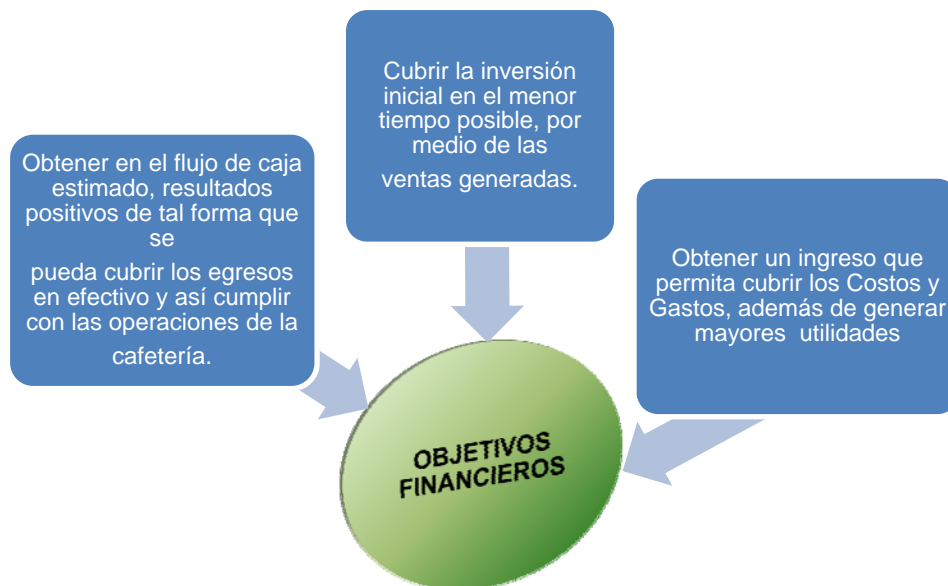 Obtener en el flujo de caja
estimado, resultados
positivos de tal forma que
se
pueda cubrir los egresos
en efectivo y así cumplir
con las operaciones de la
cafetería.
Cubrir la inversión
inicial en el menor
tiempo posible, por
medio de las
ventas generadas.
Obtener un ingreso que
permita cubrir los Costos y
Gastos, además de generar
mayores utilidades
OBJETIVOS
FINANCIEROS